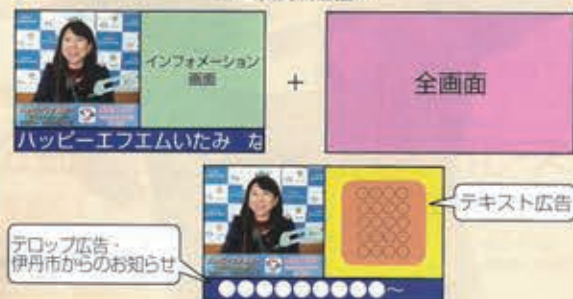 インフォメーション
画面
＋
全画面
ハッピーエフエムいたみ　な
テキスト広告
テロップ広告・
伊丹市からのお知らせ
○○○○○○○○○～